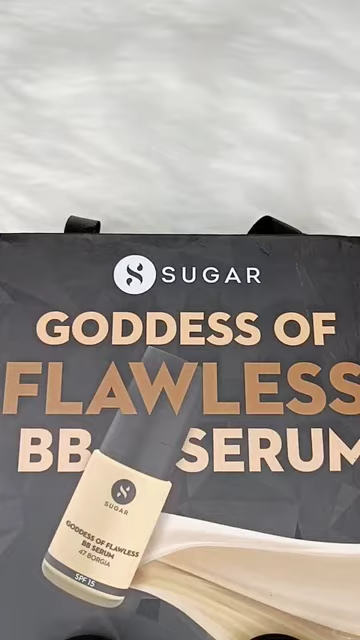 SUGAR
GODDESS OF
FLAWLESS
BB SERUM
SUGAR
GODDESS OF FLAWLESS
BB SERUM
47 BORGIA
SPF 15